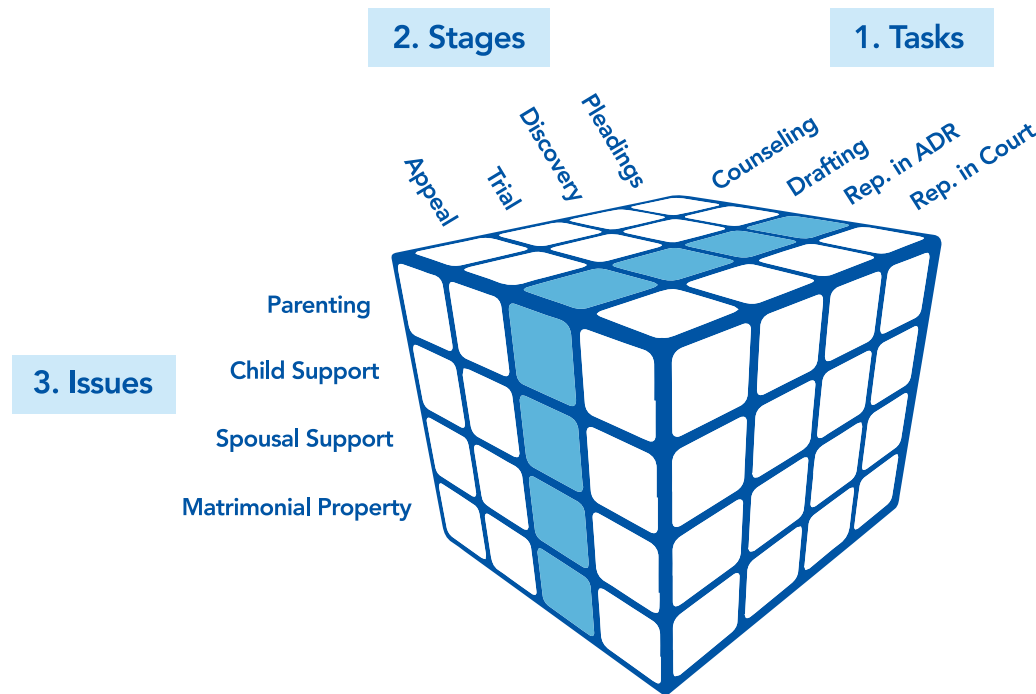 2. Stages
1. Tasks
Appeal
Trial
Discovery
Pleadings
Counseling
Drafting
Rep. in ADR
Rep. in Court
3. Issues
Parenting
Child Support
Spousal Support
Matrimonial Property